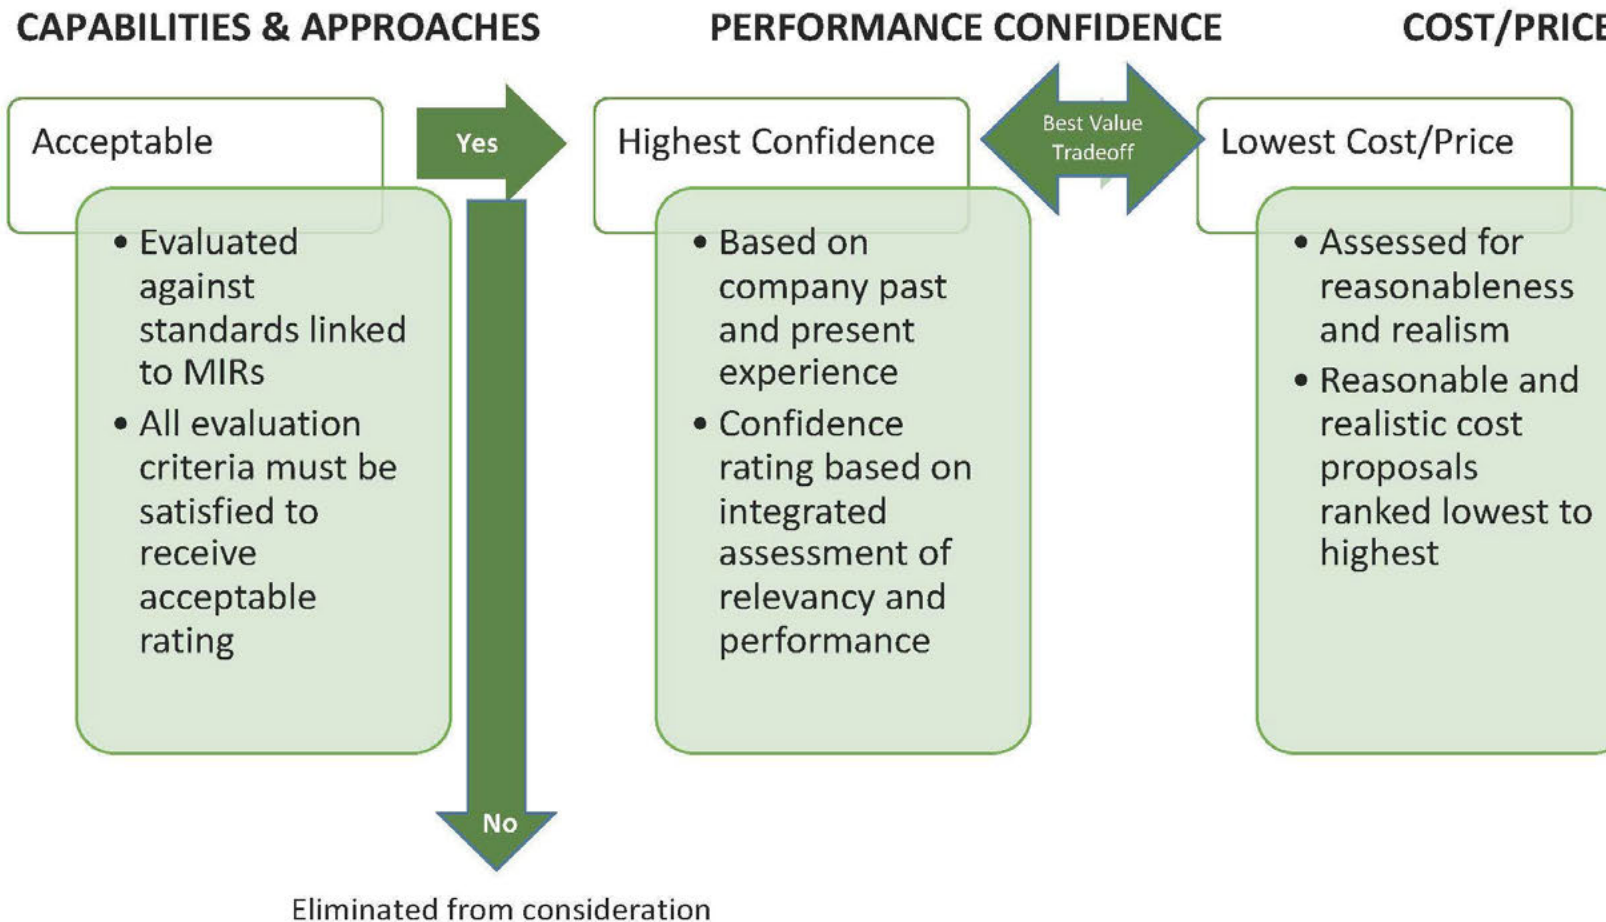 CAPABILITIES & APPROACHES
PERFORMANCE CONFIDENCE
COST/PRICE
Acceptable
Yes
Highest Confidence
Best Value
Tradeoff
Lowest Cost/Price
• Evaluated
against
standards linked
to MIRs
• All evaluation
criteria must be
satisfied to
receive
acceptable
rating
• Based on
company past
and present
experience
• Confidence
rating based on
integrated
assessment of
relevancy and
performance
• Assessed for
reasonableness
and realism
• Reasonable and
realistic cost
proposals
ranked lowest to
highest
No
Eliminated from consideration